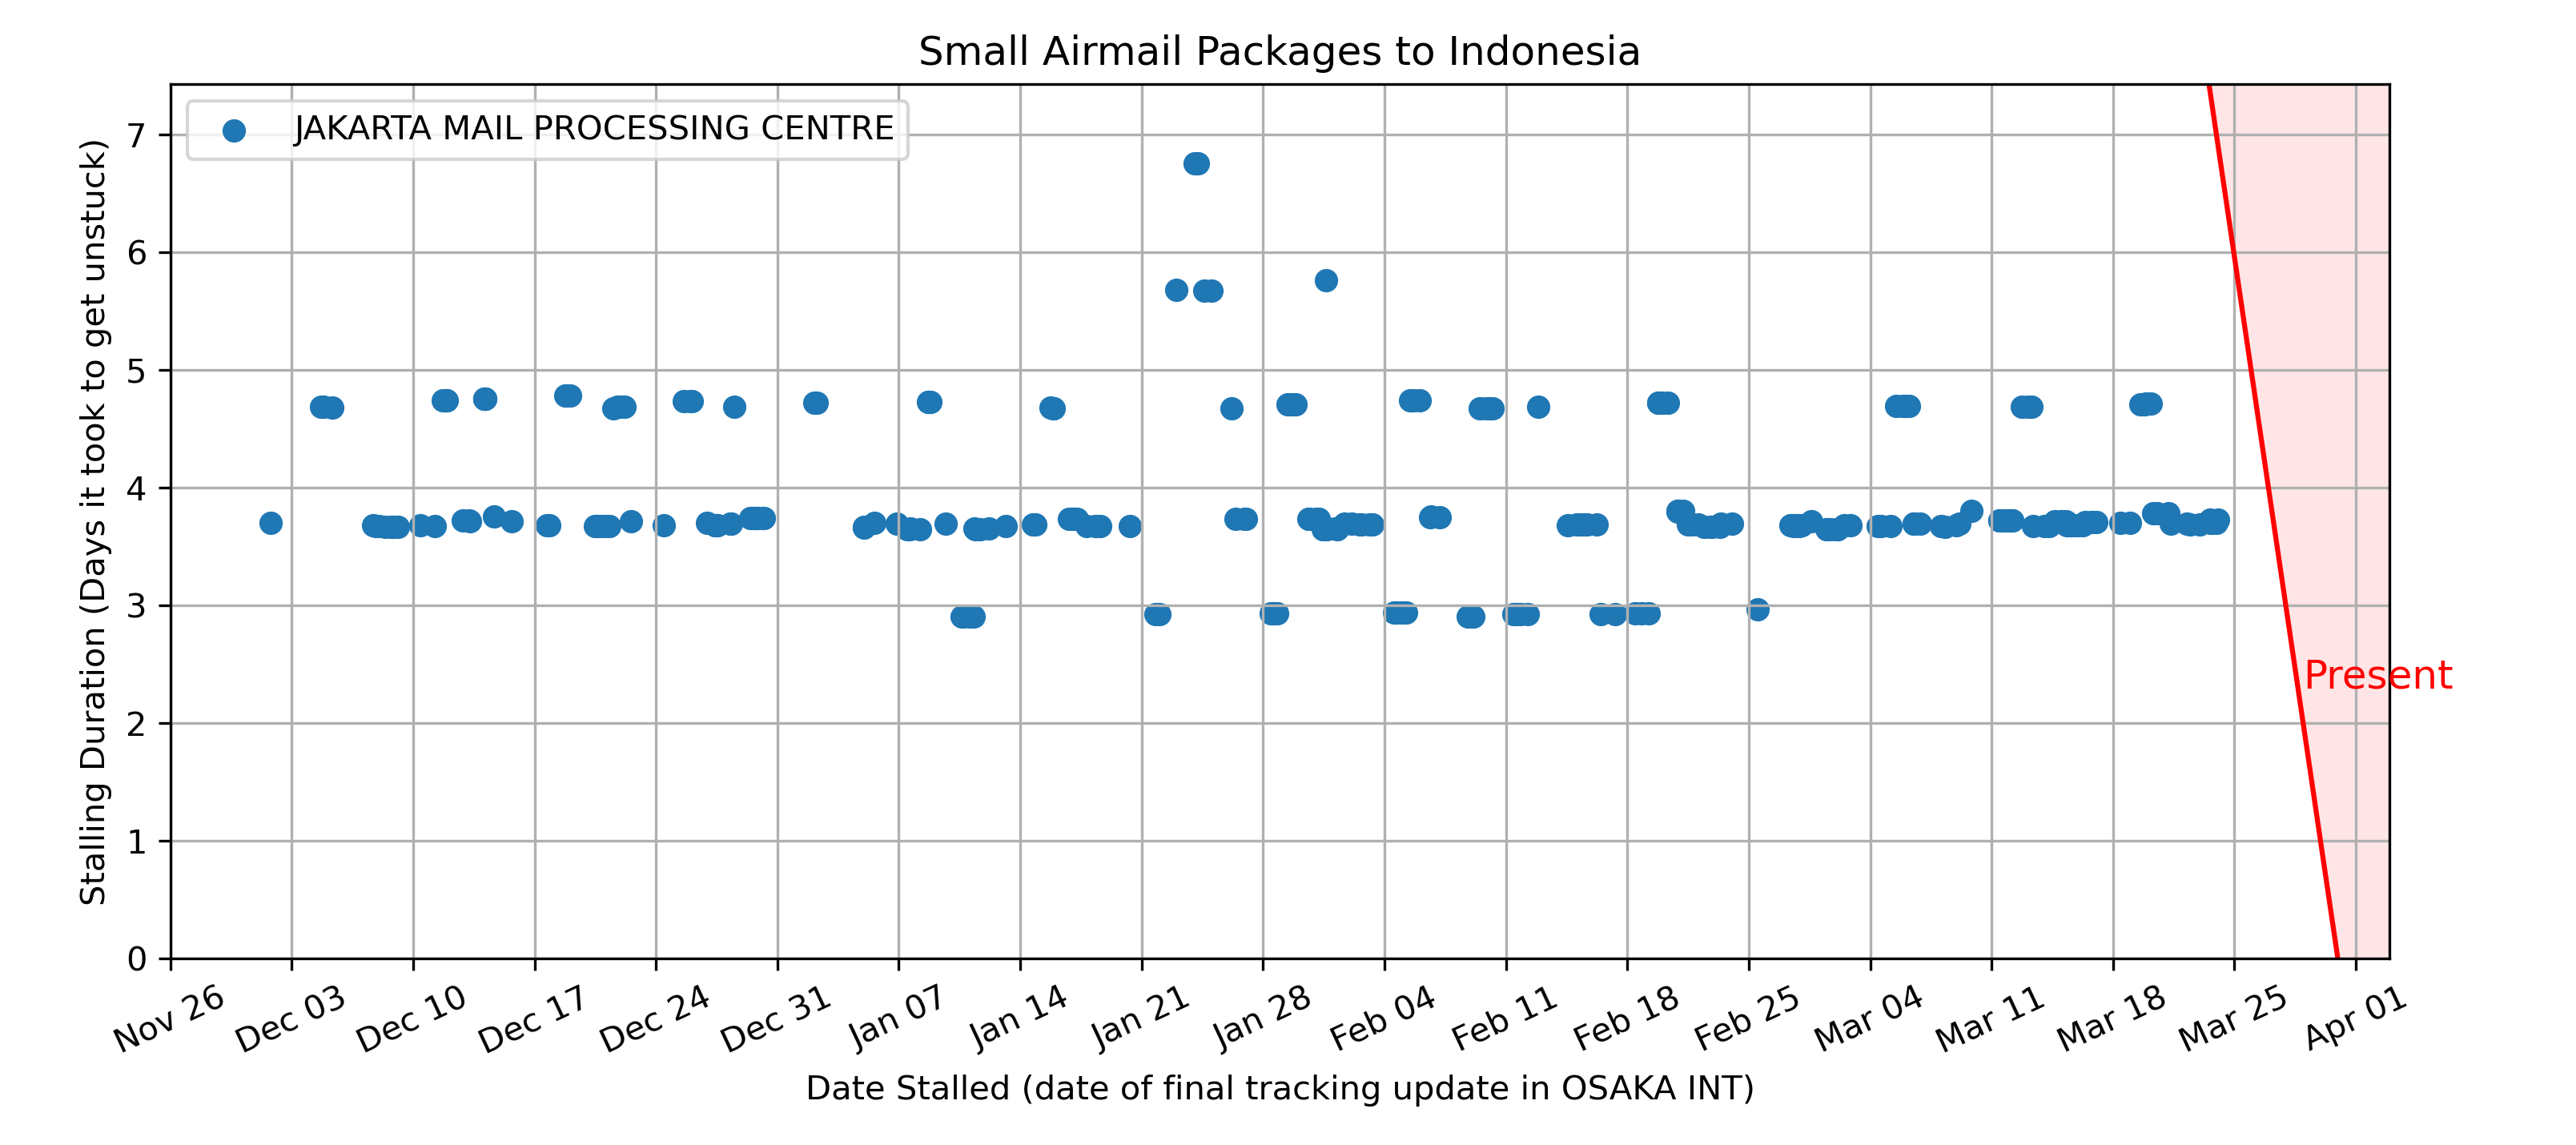 Small Airmail Packages to Indonesia
JAKARTA MAIL PROCESSING CENTRE
Stalling Duration (Days it took to get unstuck)
7
6
5
4
3
2
1
0
Present
Nov 26
Dec 03
Dec 10
Dec 17
Dec 24
Dec 31
Jan 07
Jan 14
Jan 21
Jan 28
Feb 04
Feb 11
Feb 18
Feb 25
Mar 04
Mar 11
Mar 18
Mar 25
Apr 01
Date Stalled (date of final tracking update in OSAKA INT)